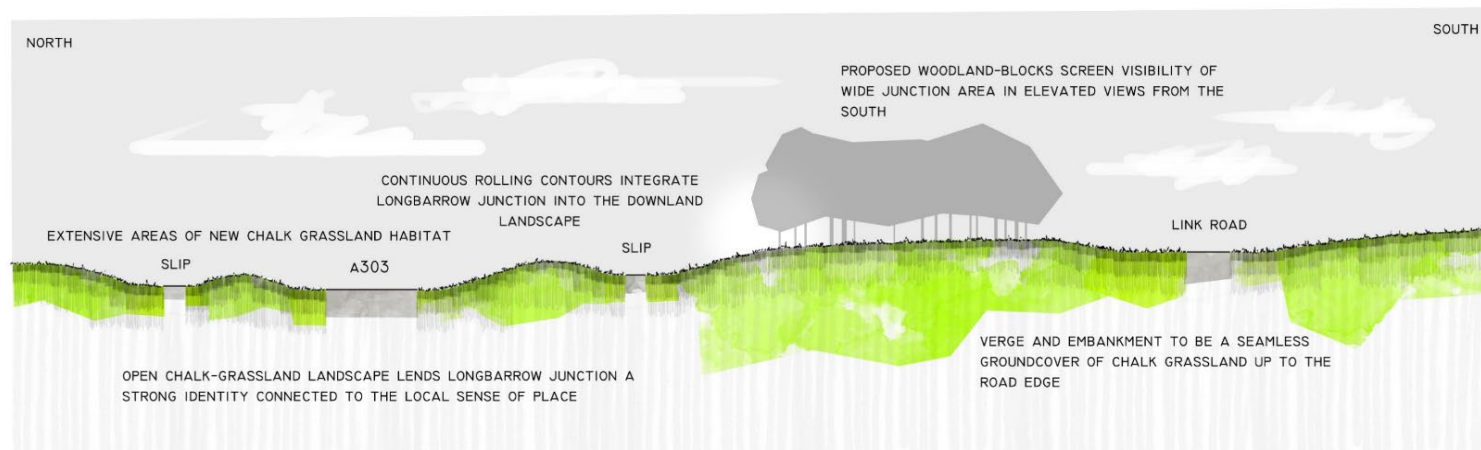 NORTH
SOUTH
PROPOSED WOODLAND-BLOCKS SCREEN VISIBILITY OF
WIDE JUNCTION AREA IN ELEVATED VIEWS FROM THE
SOUTH
CONTINUOUS ROLLING CONTOURS INTEGRATE
LONGBARROW JUNCTION INTO THE DOWNLAND
LANDSCAPE
EXTENSIVE AREAS OF NEW CHALK GRASSLAND HABITAT
SLIP
A303
SLIP
LINK ROAD
OPEN CHALK-GRASSLAND LANDSCAPE LENDS LONGBARROW JUNCTION A
STRONG IDENTITY CONNECTED TO THE LOCAL SENSE OF PLACE
VERGE AND EMBANKMENT TO BE A SEAMLESS
GROUNDCOVER OF CHALK GRASSLAND UP TO THE
ROAD EDGE